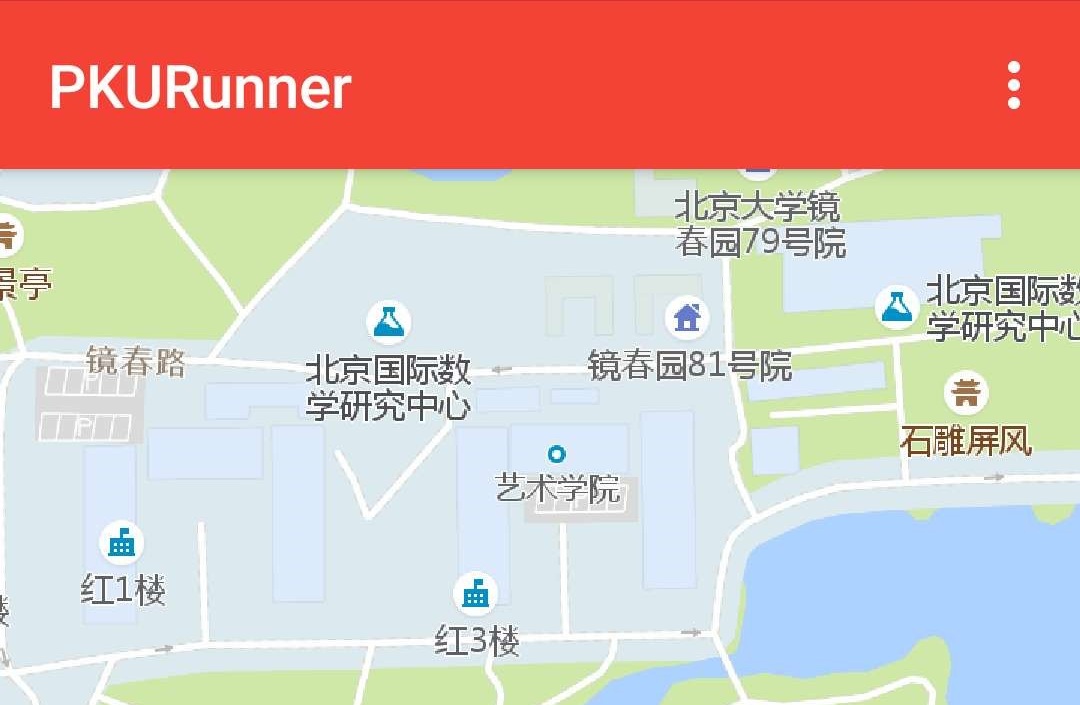 PKURunner
北京大学镜
春园79号院
景亭
北京国际数
学研究中心
镜春路
北京国际数
学研究中心
镜春园81号院
石雕屏风
艺术学院
P
红1楼
红3楼
楼